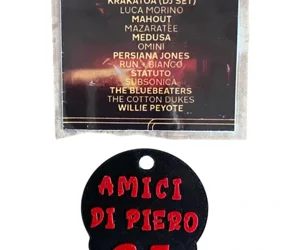 KRAKATOA (DJ SET)
LUCA MORINO
MAHOUT
MAZARATÈE
MEDUSA
OMINI
PERSIANA JONES
RUN - BIANCO
STATUTO
SUBSONICA
THE BLUEBEATERS
THE COTTON DUKES
WILLIE PEYOTE
AMICI
DI PIERO